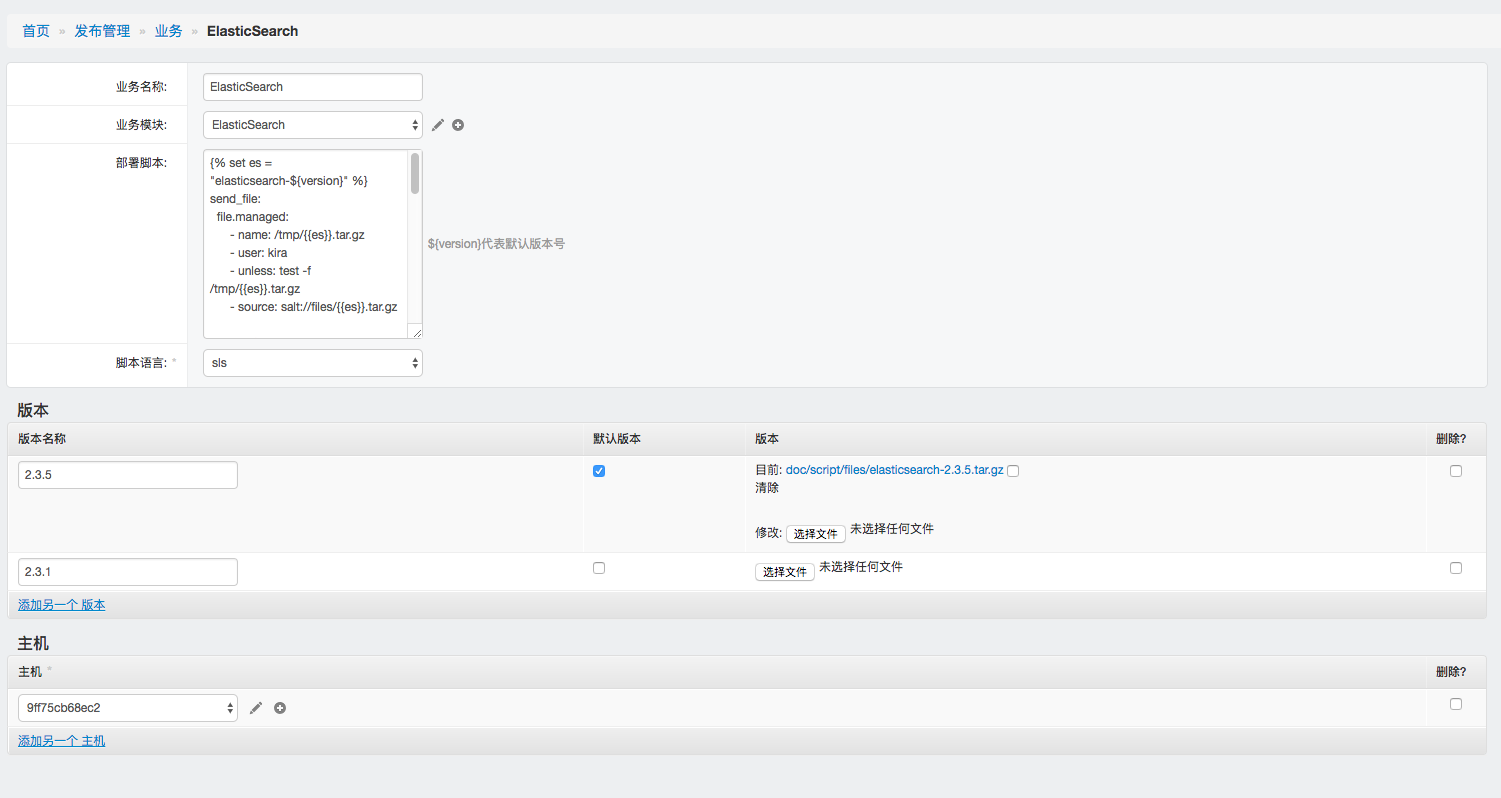 首页 » 发布管理 » 业务 » ElasticSearch
业务名称: ElasticSearch
业务模块: ElasticSearch
部署脚本:
{% set es =
"elasticsearch-${version}" %}
send_file:
file.managed:
- name: /tmp/{{es}}.tar.gz
- user: kira
- unless: test -f
/tmp/{{es}}.tar.gz
- source: salt://files/{{es}}.tar.gz
${version}代表默认版本号
脚本语言: * sls
版本
版本名称 默认版本 版本 删除?
2.3.5 目前: doc/script/files/elasticsearch-2.3.5.tar.gz
清除
修改: 选择文件 未选择任何文件
2.3.1 选择文件 未选择任何文件
添加另一个 版本
主机
主机 * 删除?
9ff75cb68ec2
添加另一个 主机